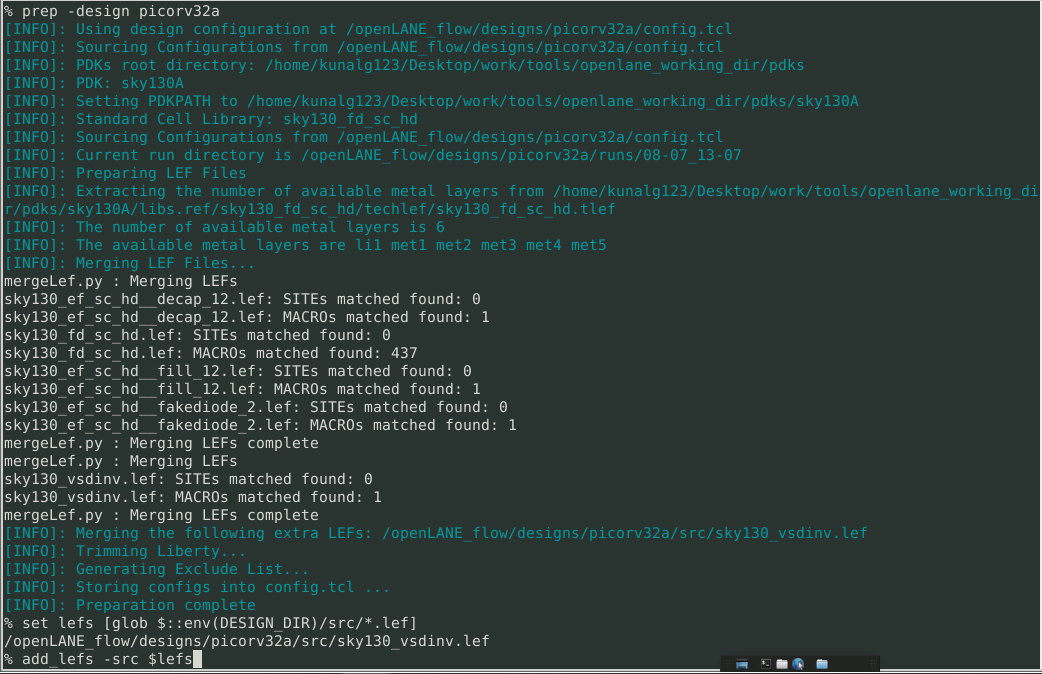 % prep -design picorv32a
[INFO]: Using design configuration at /openLANE_flow/designs/picorv32a/config.tcl
[INFO]: Sourcing Configurations from /openLANE_flow/designs/picorv32a/config.tcl
[INFO]: PDKs root directory: /home/kunalg123/Desktop/work/tools/openlane_working_dir/pdks
[INFO]: PDK: sky130A
[INFO]: Setting PDKPATH to /home/kunalg123/Desktop/work/tools/openlane_working_dir/pdks/sky130A
[INFO]: Standard Cell Library: sky130_fd_sc_hd
[INFO]: Sourcing Configurations from /openLANE_flow/designs/picorv32a/config.tcl
[INFO]: Current run directory is /openLANE_flow/designs/picorv32a/runs/08-07_13-07
[INFO]: Preparing LEF Files
[INFO]: Extracting the number of available metal layers from /home/kunalg123/Desktop/work/tools/openlane_working_di
r/pdks/sky130A/libs.ref/sky130_fd_sc_hd/techlef/sky130_fd_sc_hd.tlef
[INFO]: The number of available metal layers is 6
[INFO]: The available metal layers are li1 met1 met2 met3 met4 met5
[INFO]: Merging LEF Files...
mergeLef.py : Merging LEFs
sky130_ef_sc_hd__decap_12.lef: SITEs matched found: 0
sky130_ef_sc_hd__decap_12.lef: MACROs matched found: 1
sky130_fd_sc_hd.lef: SITEs matched found: 0
sky130_fd_sc_hd.lef: MACROs matched found: 437
sky130_ef_sc_hd__fill_12.lef: SITEs matched found: 0
sky130_ef_sc_hd__fill_12.lef: MACROs matched found: 1
sky130_ef_sc_hd__fakediode_2.lef: SITEs matched found: 0
sky130_ef_sc_hd__fakediode_2.lef: MACROs matched found: 1
mergeLef.py : Merging LEFs complete
mergeLef.py : Merging LEFs
sky130_vsdinv.lef: SITEs matched found: 0
sky130_vsdinv.lef: MACROs matched found: 1
mergeLef.py : Merging LEFs complete
[INFO]: Merging the following extra LEFs: /openLANE_flow/designs/picorv32a/src/sky130_vsdinv.lef
[INFO]: Trimming Liberty...
[INFO]: Generating Exclude List...
[INFO]: Storing configs into config.tcl ...
[INFO]: Preparation complete
% set lefs [glob $::env(DESIGN_DIR)/src/*.lef]
/openLANE_flow/designs/picorv32a/src/sky130_vsdinv.lef
% add_lefs -src $lefs